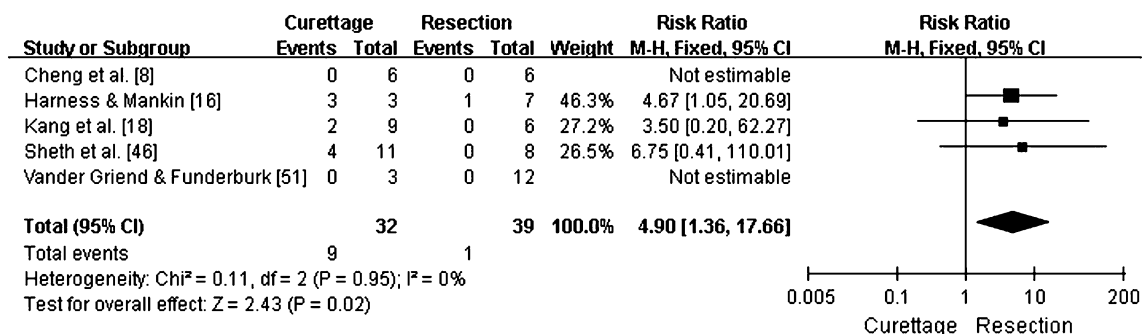 Curettage Resection Risk Ratio Risk Ratio
Study or Subgroup Events Total Events Total Weight M-H, Fixed, 95% CI M-H, Fixed, 95% CI
Cheng et al. [8] 0 6 0 6 Not estimable
Harness & Mankin [16] 3 3 1 7 46.3% 4.67 [1.05, 20.69]
Kang et al. [18] 2 9 0 6 27.2% 3.50 [0.20, 62.27]
Sheth et al. [46] 4 11 0 8 26.5% 6.75 [0.41, 110.01]
Vander Griend & Funderburk [51] 0 3 0 12 Not estimable
Total (95% CI) 32 39 100.0% 4.90 [1.36, 17.66]
Total events 9 1
Heterogeneity: Chi² = 0.11, df = 2 (P = 0.95); I² = 0%
Test for overall effect: Z = 2.43 (P = 0.02)
0.005 0.1 1 10 200
Curettage Resection